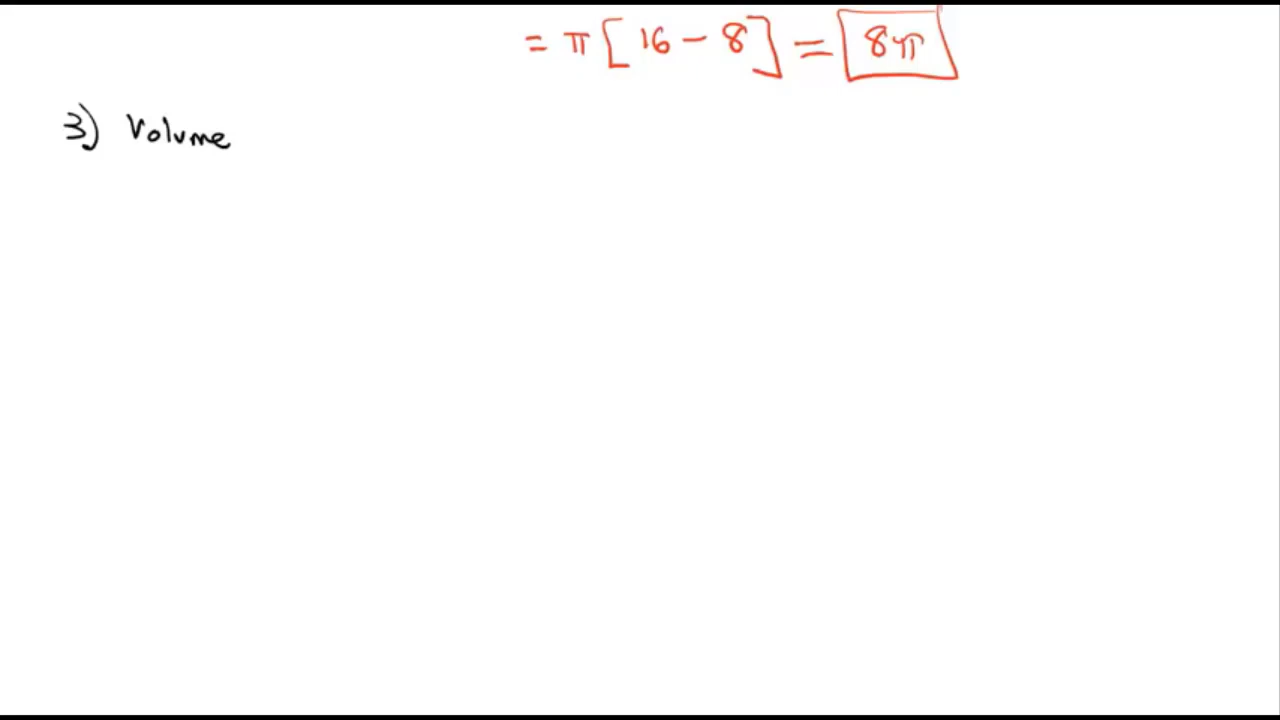 = π[16 - 8] = 8π
3) Volume